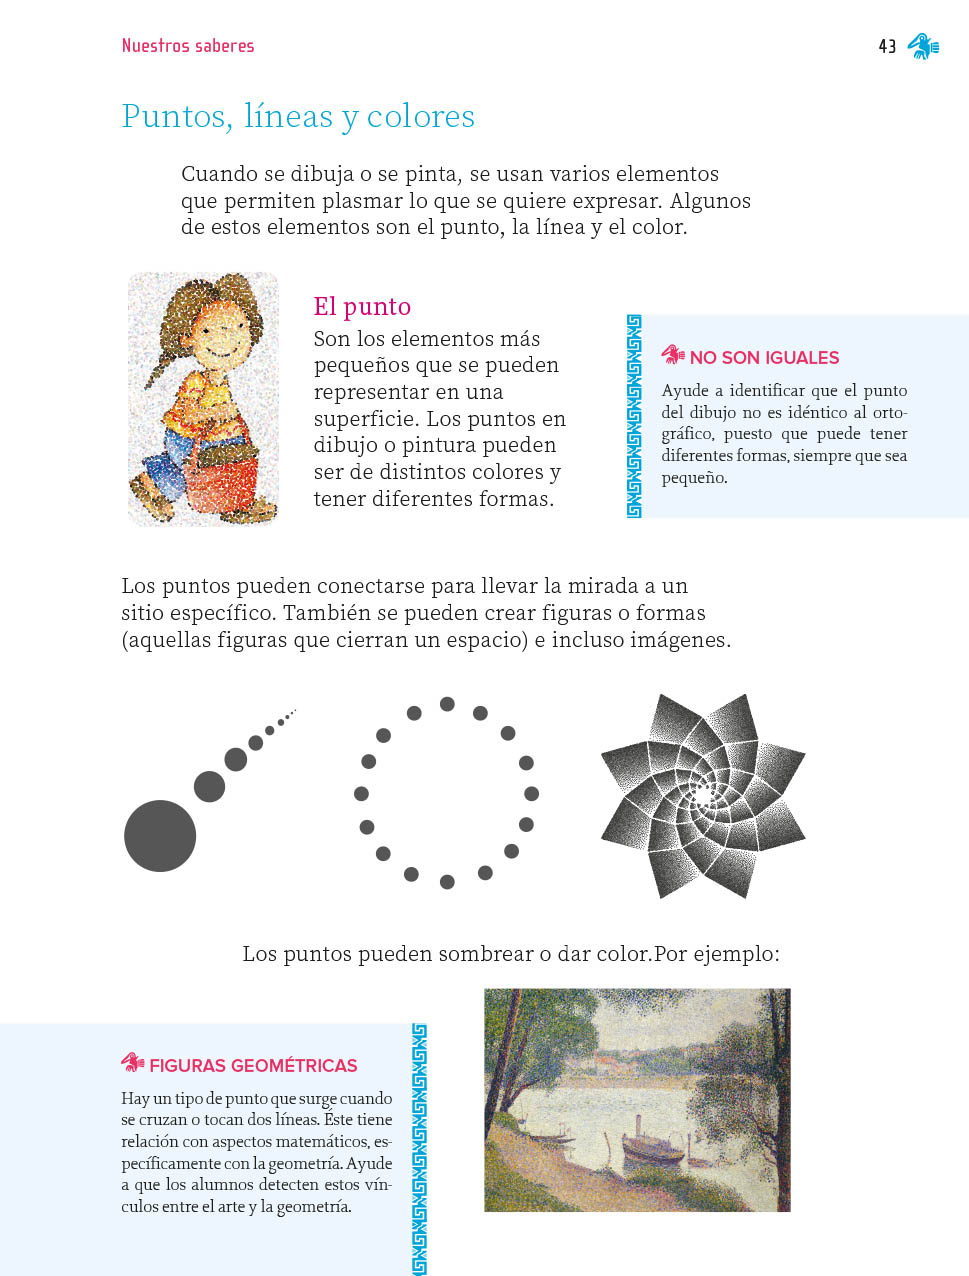 Nuestros saberes
43
Puntos, líneas y colores
Cuando se dibuja o se pinta, se usan varios elementos
que permiten plasmar lo que se quiere expresar. Algunos
de estos elementos son el punto, la línea y el color.
El punto
Son los elementos más
pequeños que se pueden
representar en una
superficie. Los puntos en
dibujo o pintura pueden
ser de distintos colores y
tener diferentes formas.
NO SON IGUALES
Ayude a identificar que el punto
del dibujo no es idéntico al orto-
gráfico, puesto que puede tener
diferentes formas, siempre que sea
pequeño.
Los puntos pueden conectarse para llevar la mirada a un
sitio específico. También se pueden crear figuras o formas
(aquellas figuras que cierran un espacio) e incluso imágenes.
Los puntos pueden sombrear o dar color.Por ejemplo:
FIGURAS GEOMÉTRICAS
Hay un tipo de punto que surge cuando
se cruzan o tocan dos líneas. Éste tiene
relación con aspectos matemáticos, es-
pecíficamente con la geometría. Ayude
a que los alumnos detecten estos vín-
culos entre el arte y la geometría.